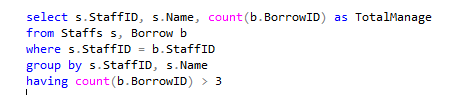 select s.StaffID, s.Name, count(b.BorrowID) as TotalManage
from Staffs s, Borrow b
where s.StaffID = b.StaffID
group by s.StaffID, s.Name
having count(b.BorrowID) > 3